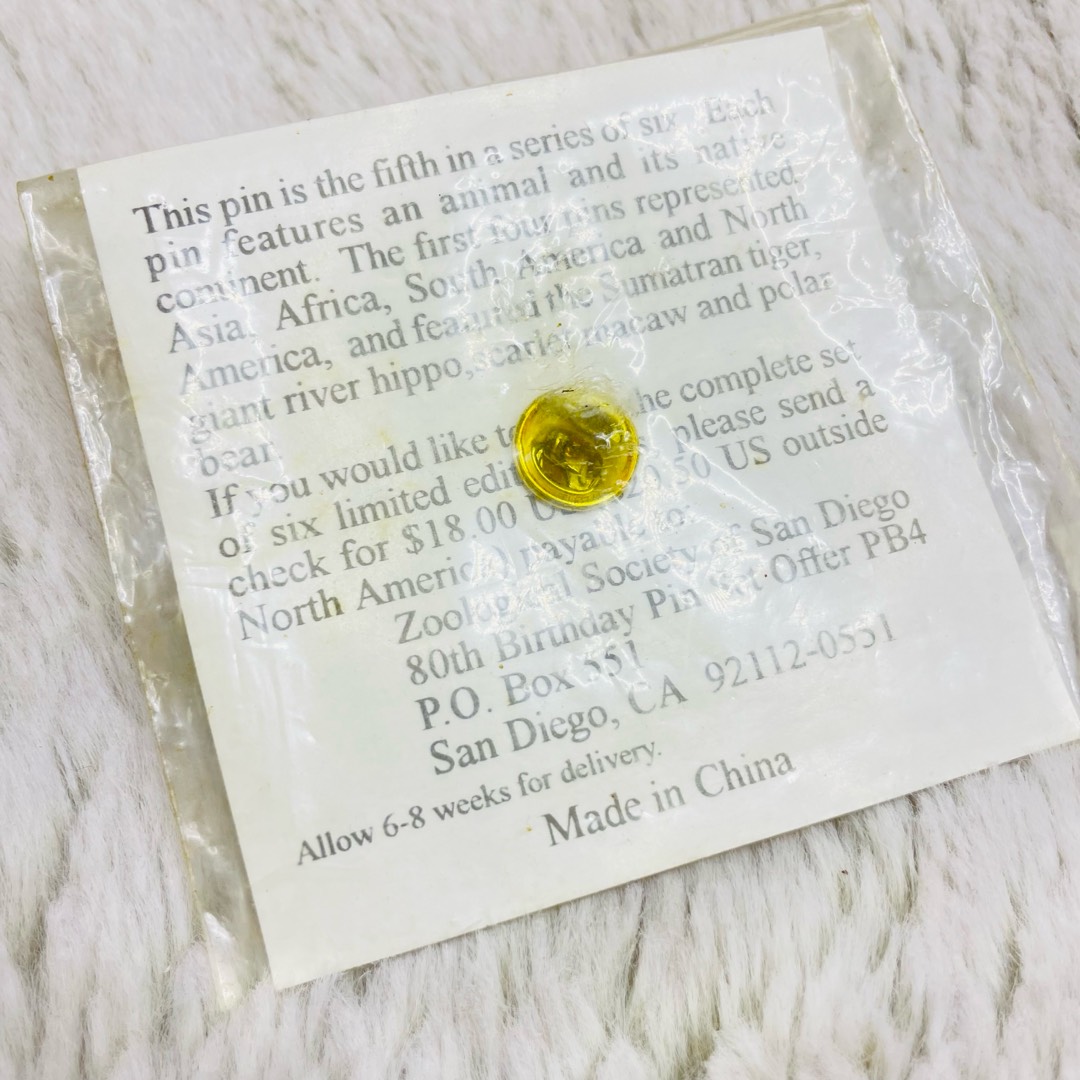 This pin is the fifth in a series of six. Each
pin features an animal and its native
continent. The first four pins represented
Asia, Africa, South America and North
America, and featured the Sumatran tiger,
giant river hippo, scarlet macaw and polar
bear.
If you would like to the complete set
of six limited please send a
check for $18.00 US outside
North America) payable to:
Zoological Society of San Diego
80th Birthday Pin Set Offer PB4
P.O. Box 551
San Diego, CA 92112-0551
Allow 6-8 weeks for delivery.
Made in China